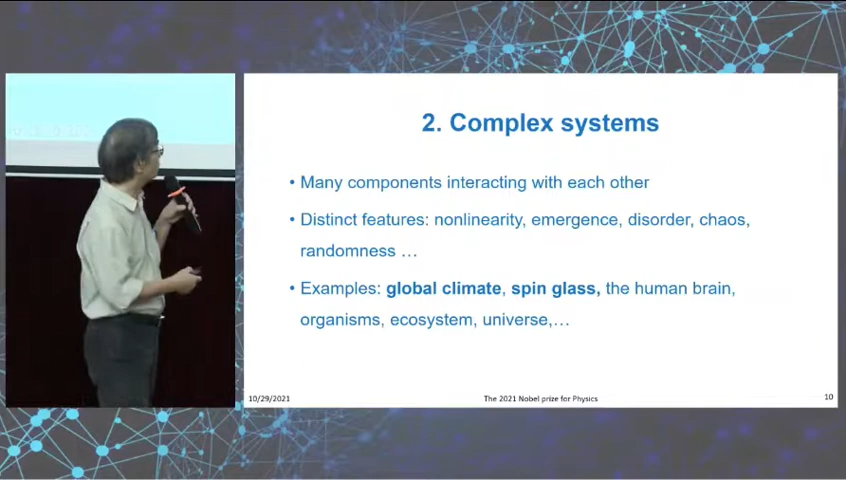 2. Complex systems
• Many components interacting with each other
• Distinct features: nonlinearity, emergence, disorder, chaos,
randomness …
• Examples: global climate, spin glass, the human brain,
organisms, ecosystem, universe,…
10/29/2021
The 2021 Nobel prize for Physics
10